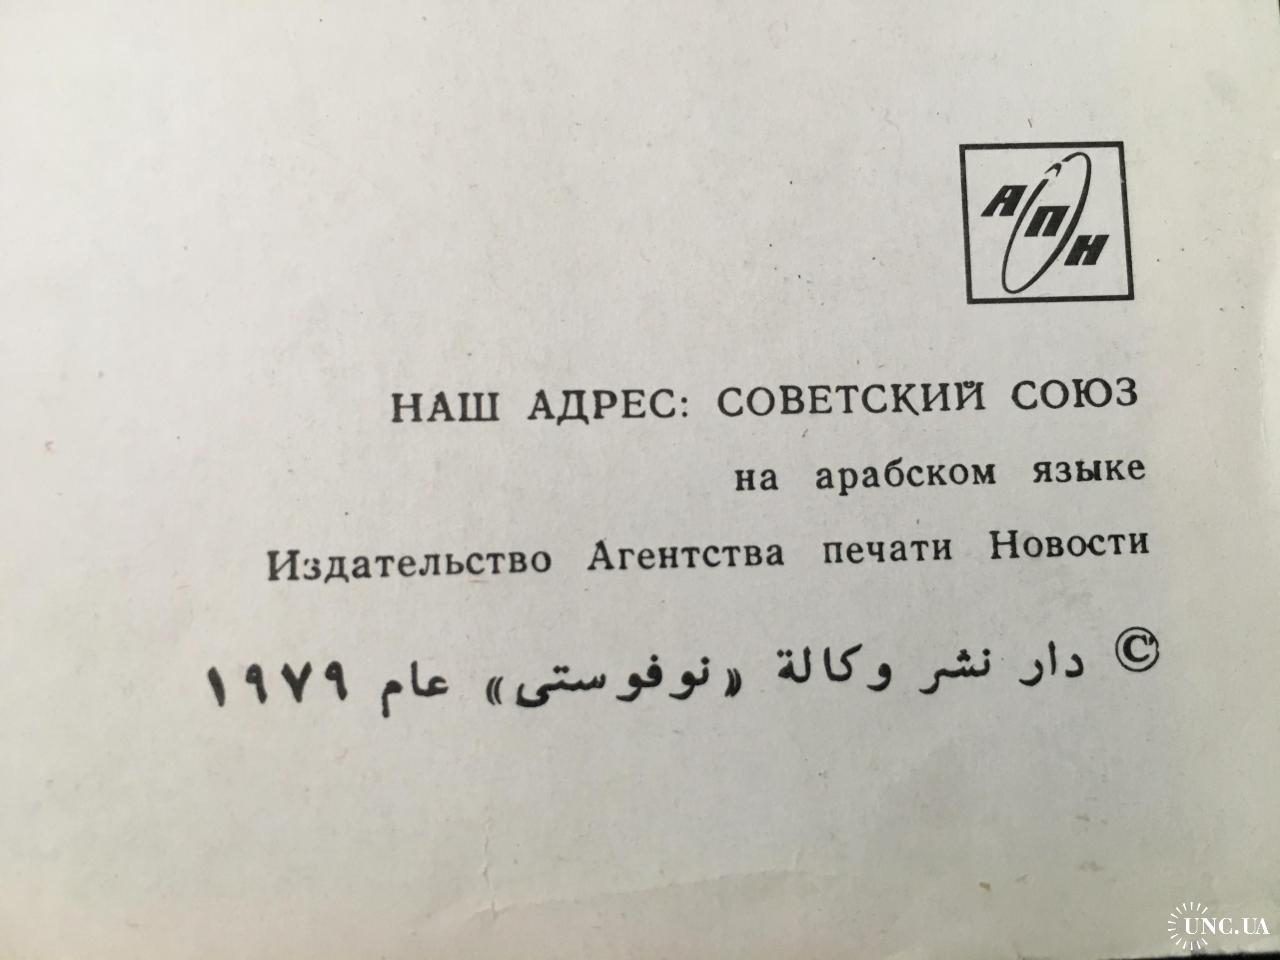 АПН
НАШ АДРЕС: СОВЕТСКИЙ СОЮЗ
на арабском языке
Издательство Агентства печати Новости
© دار نشر وكالة «نوفوستى» عام ١٩٧٩
UNC.UA